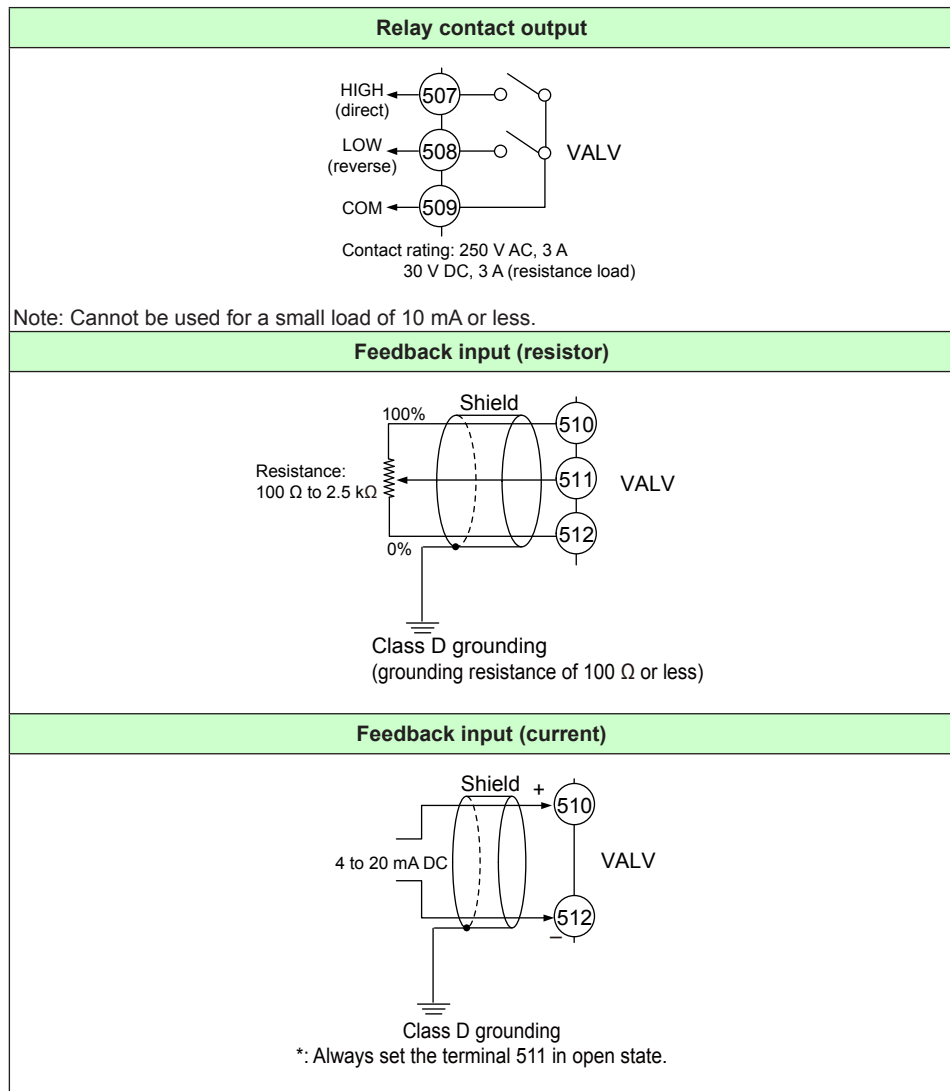 Relay contact output
HIGH
(direct)
507
LOW
(reverse)
508
VALV
COM
509
Contact rating: 250 V AC, 3 A
30 V DC, 3 A (resistance load)
Note: Cannot be used for a small load of 10 mA or less.
Feedback input (resistor)
Shield
100%
510
Resistance:
100 Ω to 2.5 kΩ
511
VALV
512
0%
Class D grounding
(grounding resistance of 100 Ω or less)
Feedback input (current)
Shield
+
510
4 to 20 mA DC
VALV
512
–
Class D grounding
*: Always set the terminal 511 in open state.